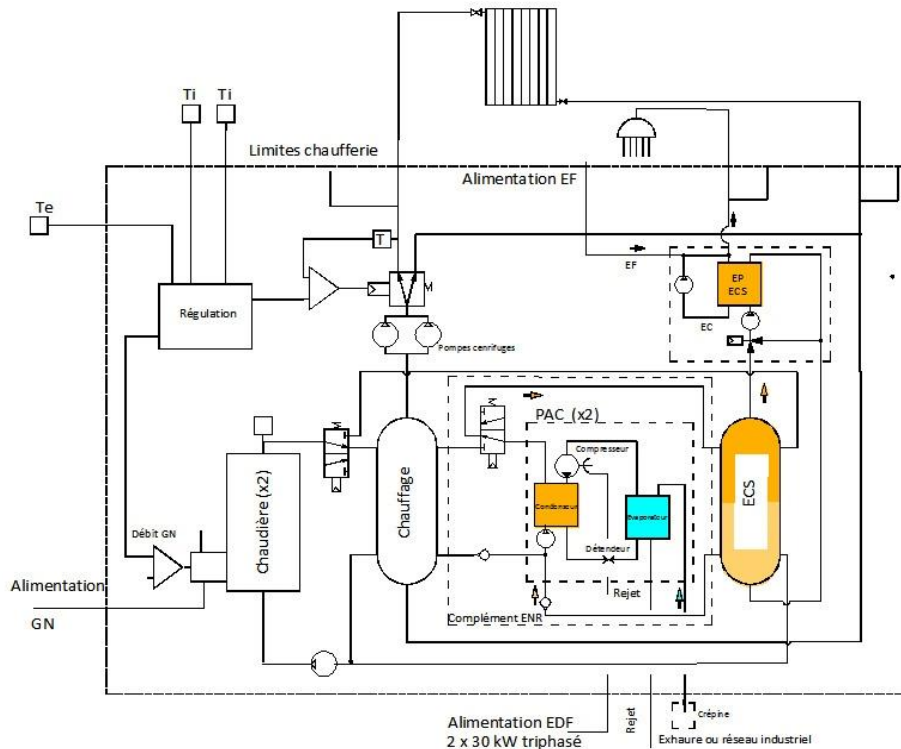 Ti Ti
Limites chaufferie
Alimentation EF
Te
T
EF
EP
ECS
Régulation
M
EC
Pompes cenrifuges
M
M
PAC (x2)
Compresseur
Chaudière (x2)
Chauffage
Condenseur
Evaporateur
ECS
Débit GN
Détendeur
Alimentation
GN
Rejet
Complément ENR
Alimentation EDF
2 x 30 kW triphasé
Rejet
Crépine
Exhaure ou réseau industriel